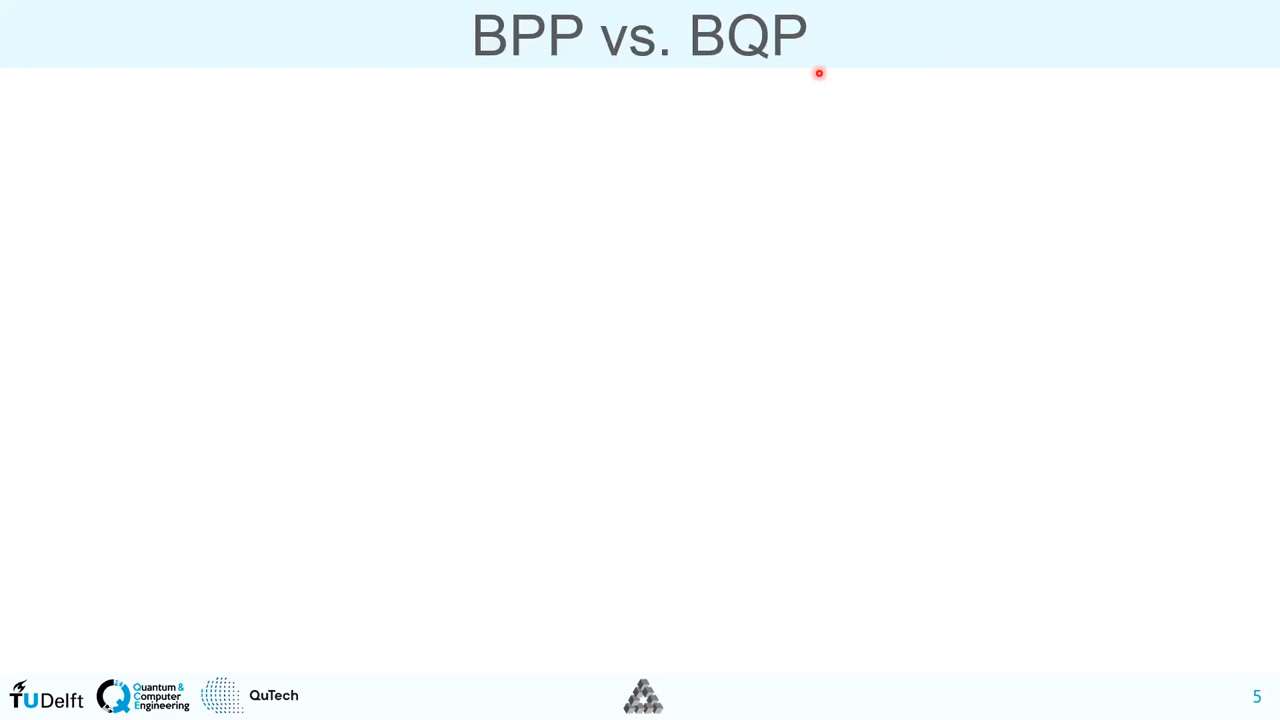 BPP vs. BQP
TUDelft
Quantum &
Computer
Engineering
QuTech
5